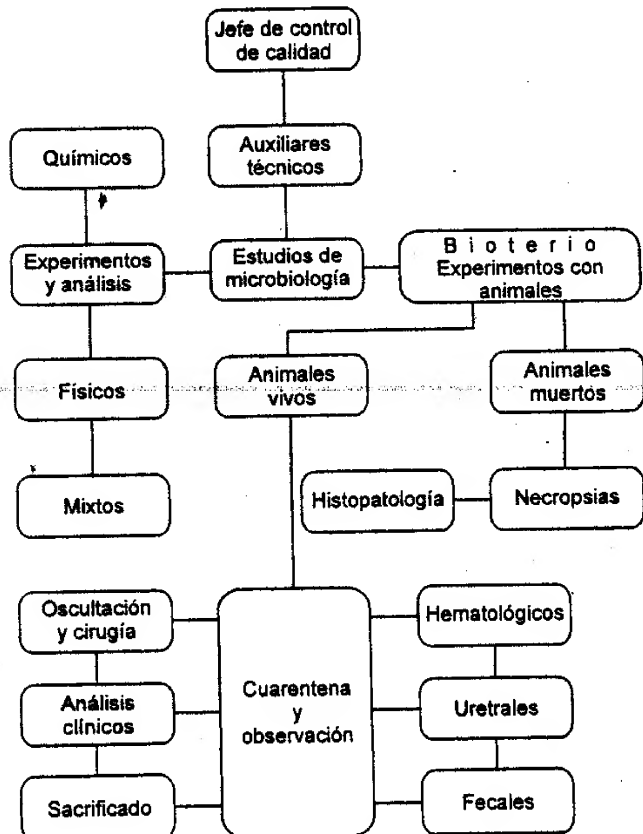 Jefe de control
de calidad
Químicos
Auxiliares
técnicos
Experimentos
y análisis
Estudios de
microbiología
Bioterio
Experimentos con
animales
Físicos
Animales
vivos
Animales
muertos
Mixtos
Histopatología
Necropsias
Oscultación
y cirugía
Cuarentena
y
observación
Hematológicos
Análisis
clínicos
Uretrales
Sacrificado
Fecales